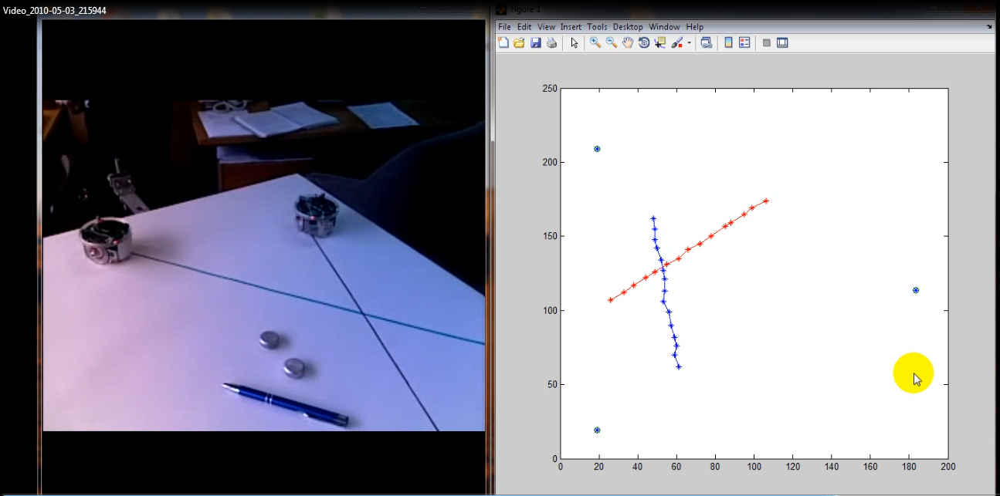 Video_2010-05-03_215944
Figure 1
File Edit View Insert Tools Desktop Window Help
250
200
150
100
50
0
0 20 40 60 80 100 120 140 160 180 200